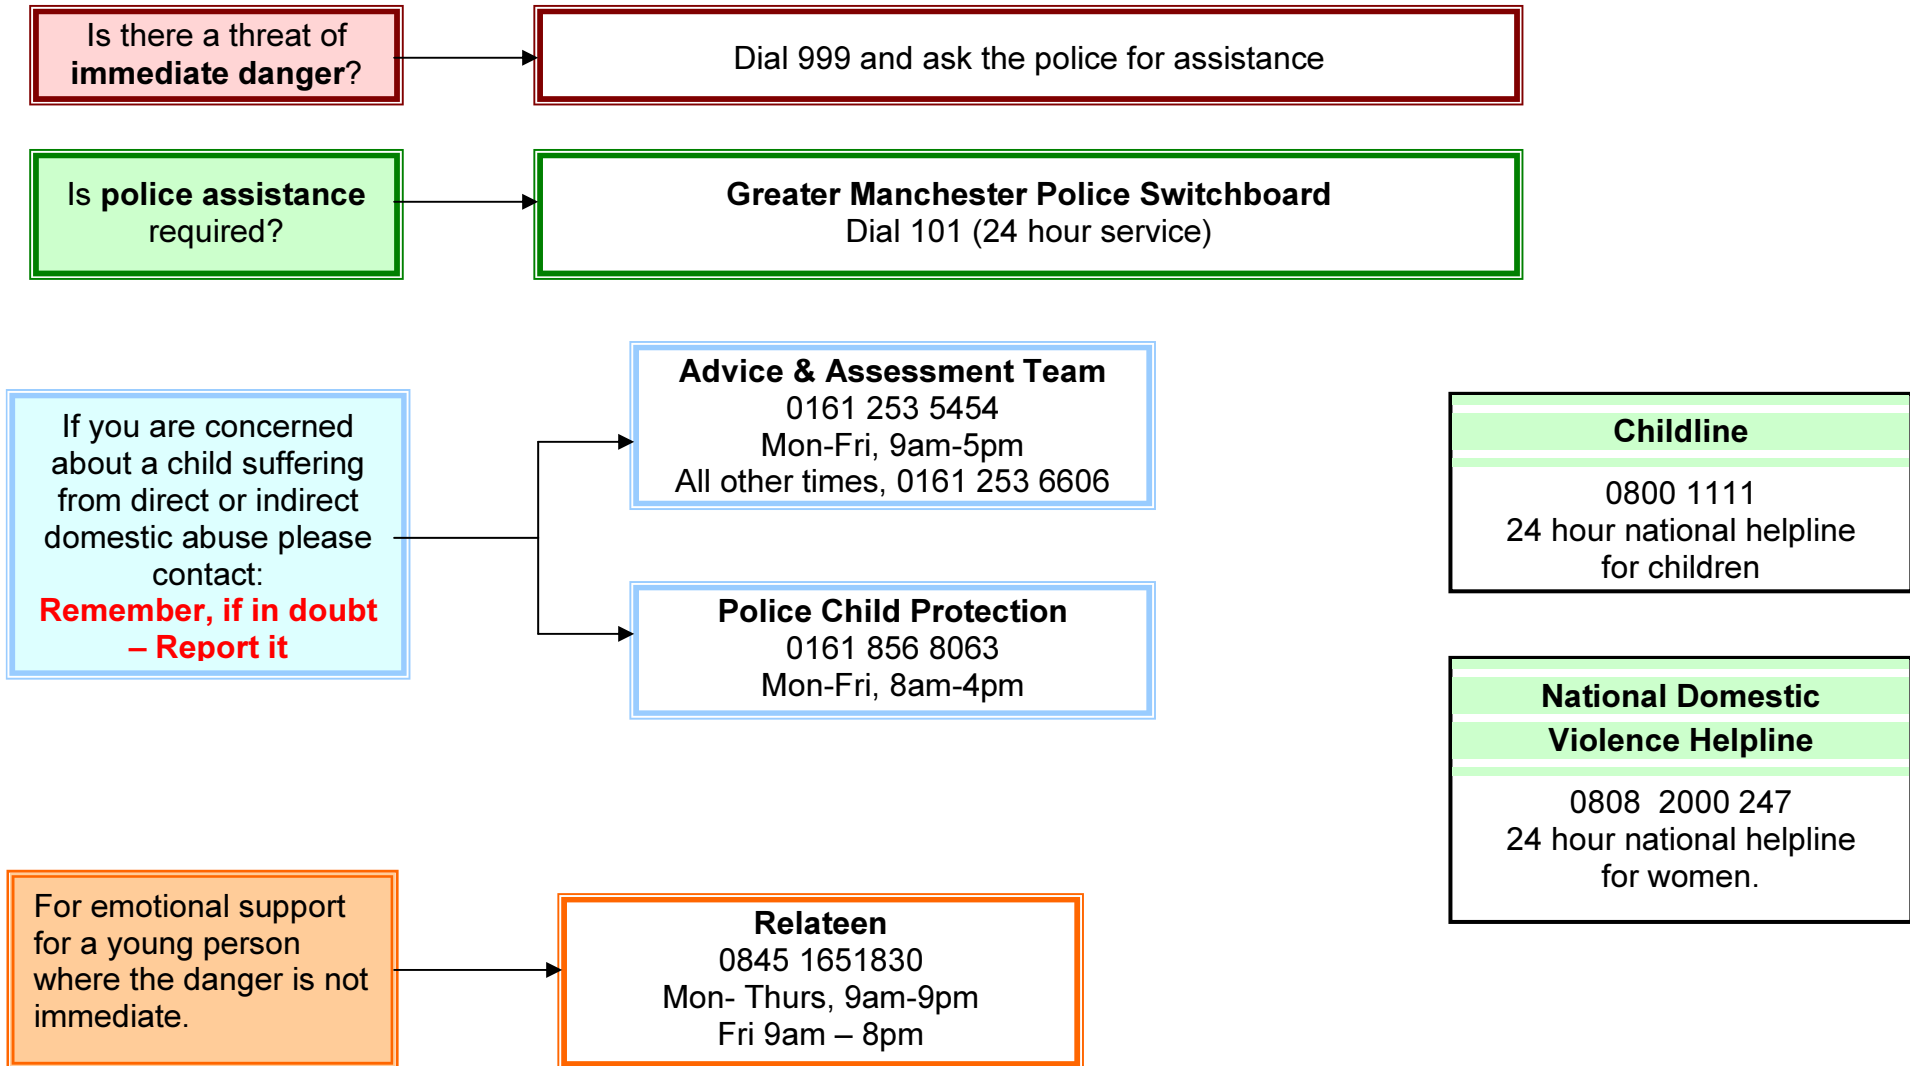 Is there a threat of
immediate danger?
Dial 999 and ask the police for assistance
Is police assistance
required?
Greater Manchester Police Switchboard
Dial 101 (24 hour service)
If you are concerned
about a child suffering
from direct or indirect
domestic abuse please
contact:
Remember, if in doubt
– Report it
Advice & Assessment Team
0161 253 5454
Mon-Fri, 9am-5pm
All other times, 0161 253 6606
Police Child Protection
0161 856 8063
Mon-Fri, 8am-4pm
Childline
0800 1111
24 hour national helpline
for children
National Domestic
Violence Helpline
0808  2000 247
24 hour national helpline
for women.
For emotional support
for a young person
where the danger is not
immediate.
Relateen
0845 1651830
Mon- Thurs, 9am-9pm
Fri 9am – 8pm